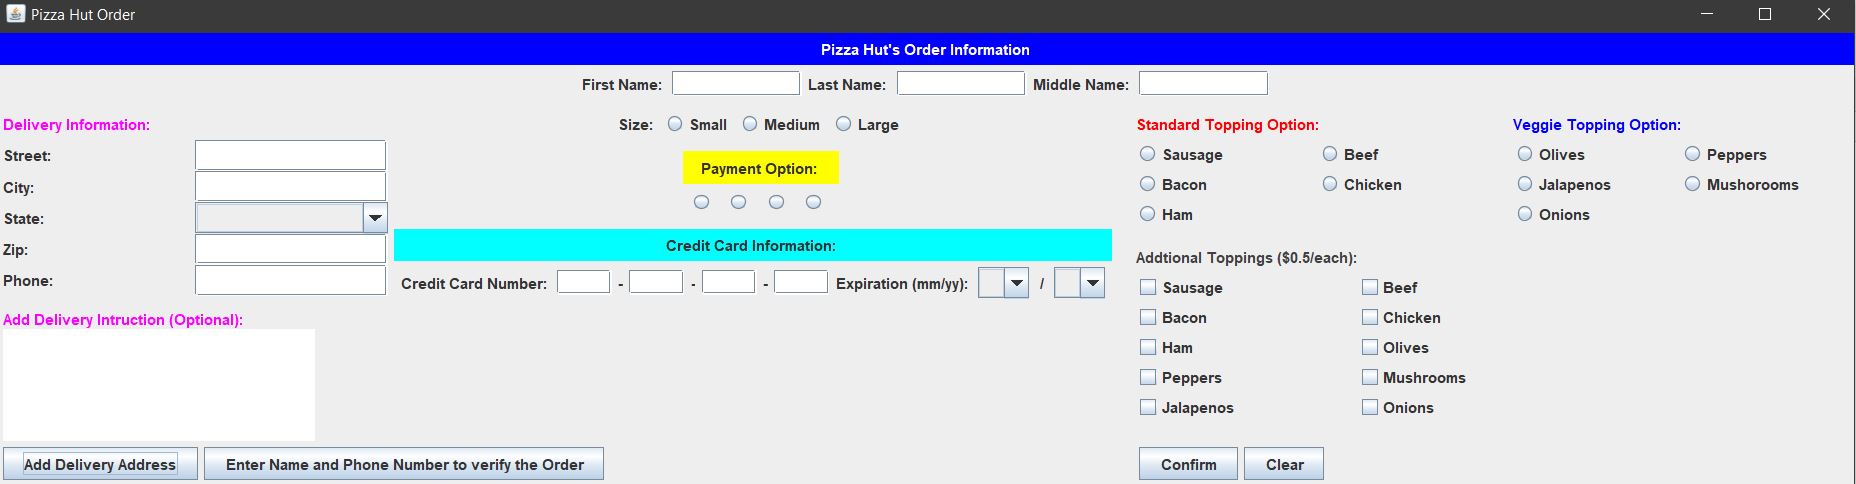 Pizza Hut Order
Pizza Hut's Order Information
First Name: Last Name: Middle Name:
Delivery Information:
Street:
City:
State:
Zip:
Phone:
Add Delivery Intruction (Optional):
Size: Small Medium Large
Payment Option:
Credit Card Information:
Credit Card Number: - - - Expiration (mm/yy): /
Standard Topping Option:
Sausage Beef
Bacon Chicken
Ham
Veggie Topping Option:
Olives Peppers
Jalapenos Mushorooms
Onions
Addtional Toppings ($0.5/each):
Sausage Beef
Bacon Chicken
Ham Olives
Peppers Mushrooms
Jalapenos Onions
Add Delivery Address Enter Name and Phone Number to verify the Order Confirm Clear